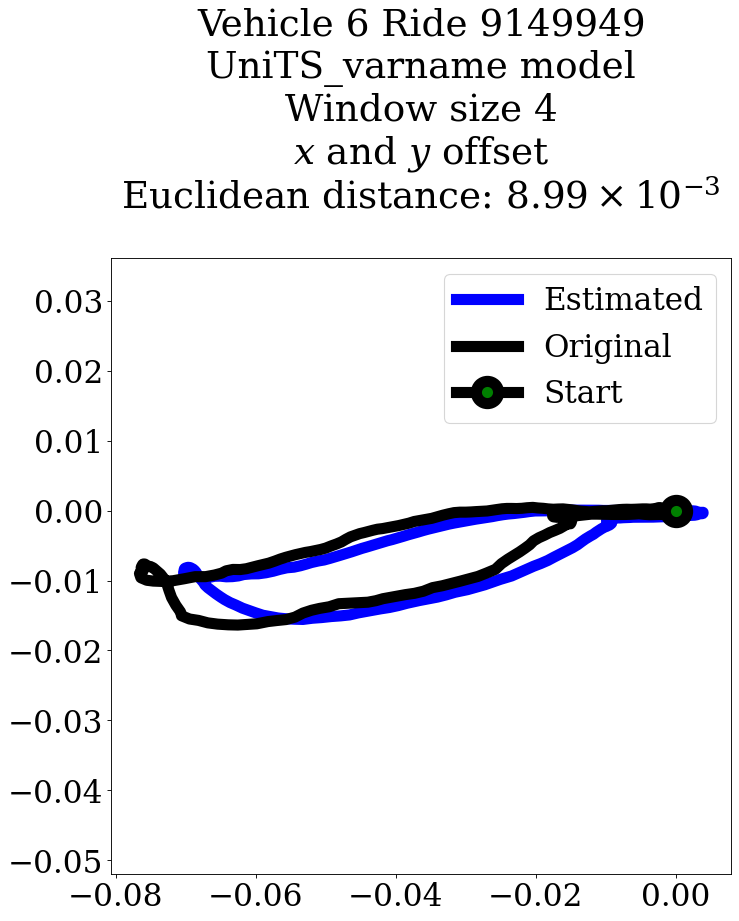 Vehicle 6 Ride 9149949
UniTS_varname model
Window size 4
x and y offset
Euclidean distance: 8.99 × 10⁻³
Estimated
Original
Start
0.03
0.02
0.01
0.00
−0.01
−0.02
−0.03
−0.04
−0.05
−0.08 −0.06 −0.04 −0.02 0.00